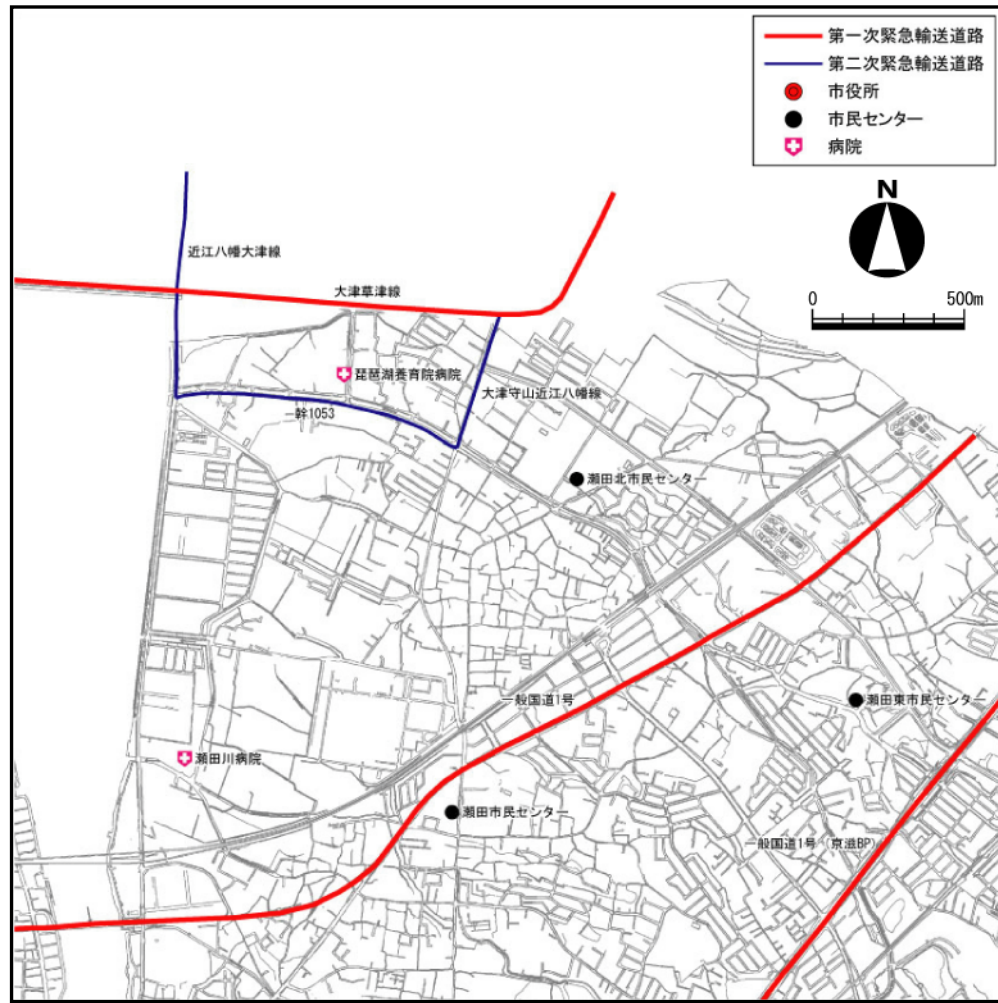 第一次緊急輸送道路
第二次緊急輸送道路
市役所
市民センター
病院
N
0 500m
近江八幡大津線
大津草津線
琵琶湖養育院病院
大津守山近江八幡線
一幹1053
瀬田北市民センター
一般国道1号
瀬田東市民センター
瀬田川病院
瀬田市民センター
一般国道1号（京滋BP）